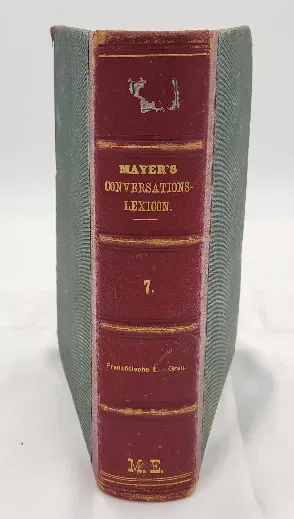 MAYER'S
CONVERSATIONS-
LEXICON.
7.
Französische L. - Grau.
M. E.